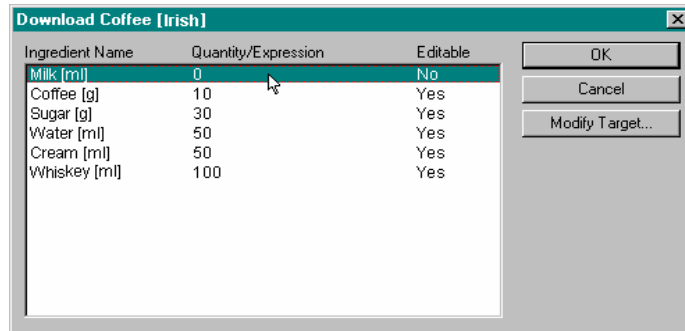 Download Coffee [Irish]
Ingredient Name Quantity/Expression Editable
Milk [ml] 0 No
Coffee [g] 10 Yes
Sugar [g] 30 Yes
Water [ml] 50 Yes
Cream [ml] 50 Yes
Whiskey [ml] 100 Yes
OK
Cancel
Modify Target...